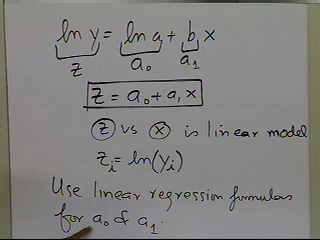 ln y = ln a + b x
z a₀ a₁
z = a₀ + a₁ x
z vs x is linear model
zᵢ = ln(yᵢ)
Use linear regression formulas
for a₀ & a₁.